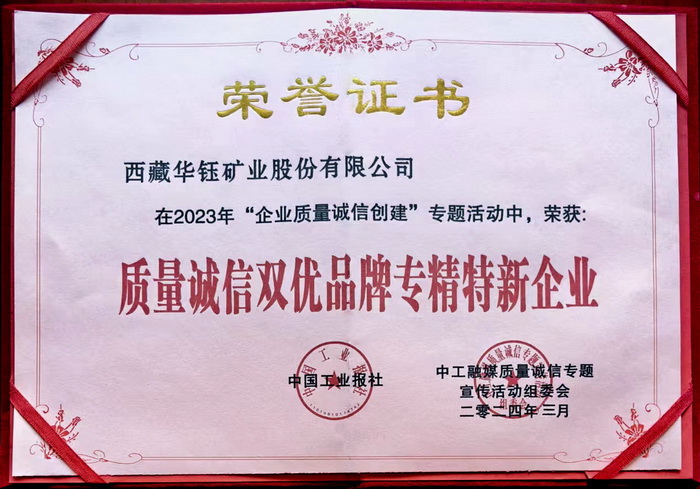 荣誉证书
西藏华钰矿业股份有限公司
在2023年“企业质量诚信创建”专题活动中，荣获:
质量诚信双优品牌专精特新企业
中国工业报社
中工融媒质量诚信专题
宣传活动组委会
二零二四年三月